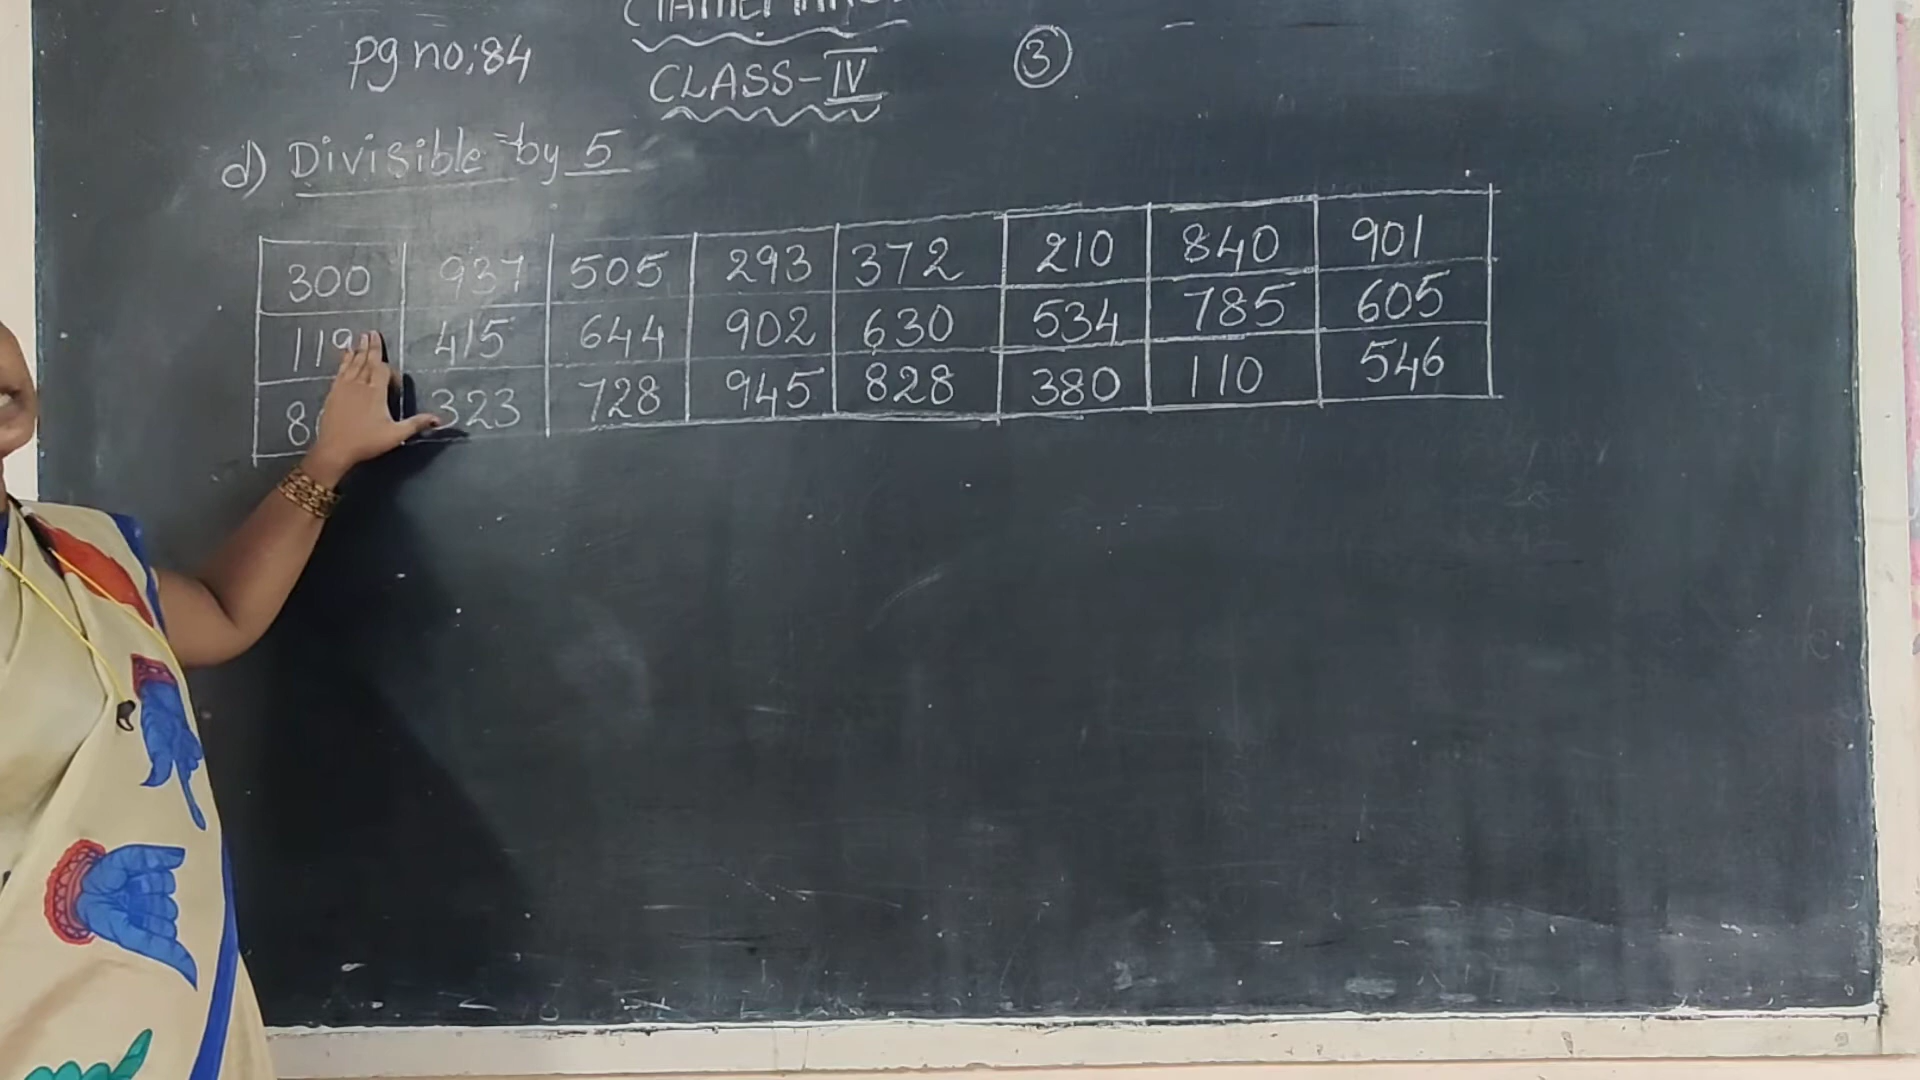 pg no:84
CLASS-IV
3
d) Divisible by 5
300 937 505 293 372 210 840 901
415 644 902 630 534 785 605
323 728 945 828 380 110 546